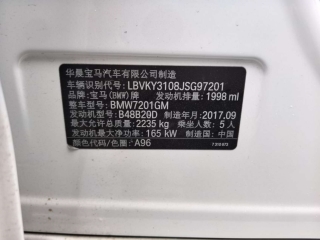 华晨宝马汽车有限公司制造
车辆识别代号: LBVKY3108JSG97201
品牌: 宝马(BMW)牌 发动机排量: 1998 ml
整车型号: BMW7201GM
发动机型号: B48B20D 制造年月: 2017.09
最大允许总质量: 2235 kg 乘坐人数: 5 人
发动机最大净功率: 165 kW 制造国: 中国
颜色代码/色漆: A96